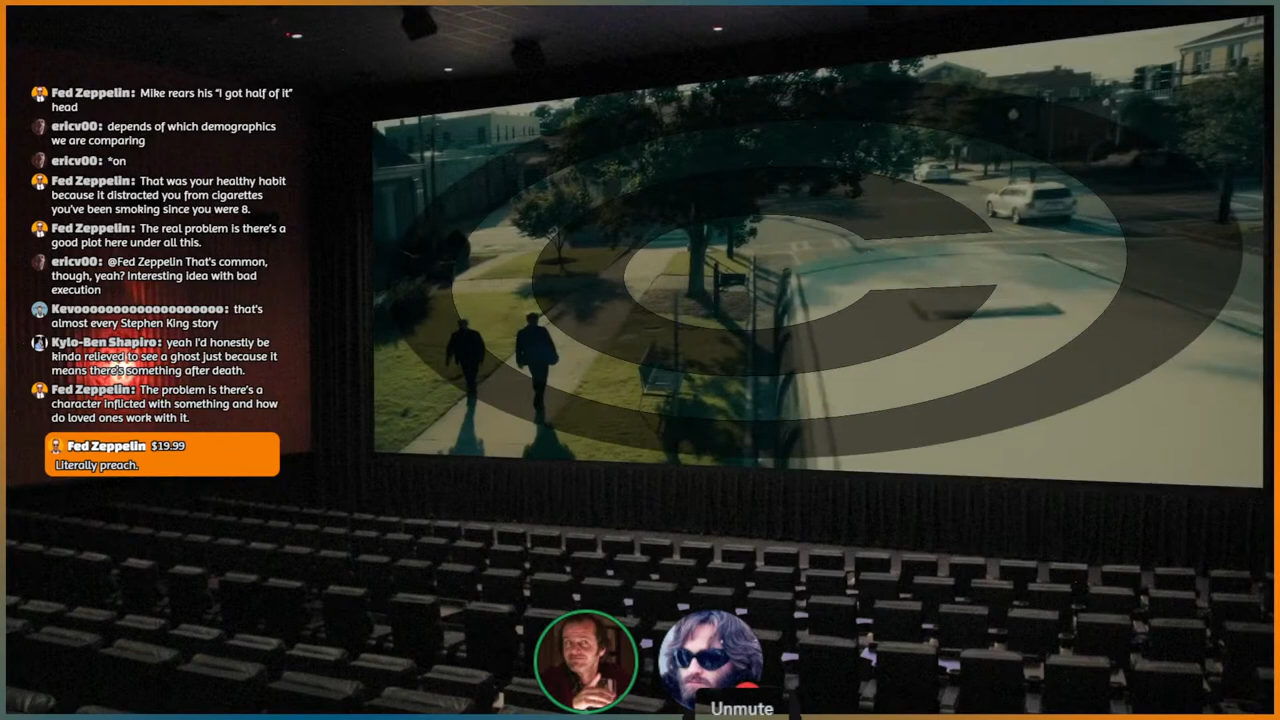 Fed Zeppelin: Mike rears his "I got half of it"
head
ericv00: depends of which demographics
we are comparing
ericv00: *on
Fed Zeppelin: That was your healthy habit
because it distracted you from cigarettes
you've been smoking since you were 8.
Fed Zeppelin: The real problem is there's a
good plot here under all this.
ericv00: @Fed Zeppelin That's common,
though, yeah? Interesting idea with bad
execution
Kevoooooooooooooooooooo: that's
almost every Stephen King story
Kylo-Ben Shapiro: yeah I'd honestly be
kinda relieved to see a ghost just because it
means there's something after death.
Fed Zeppelin: The problem is there's a
character inflicted with something and how
do loved ones work with it.
Fed Zeppelin $19.99
Literally preach.
Unmute